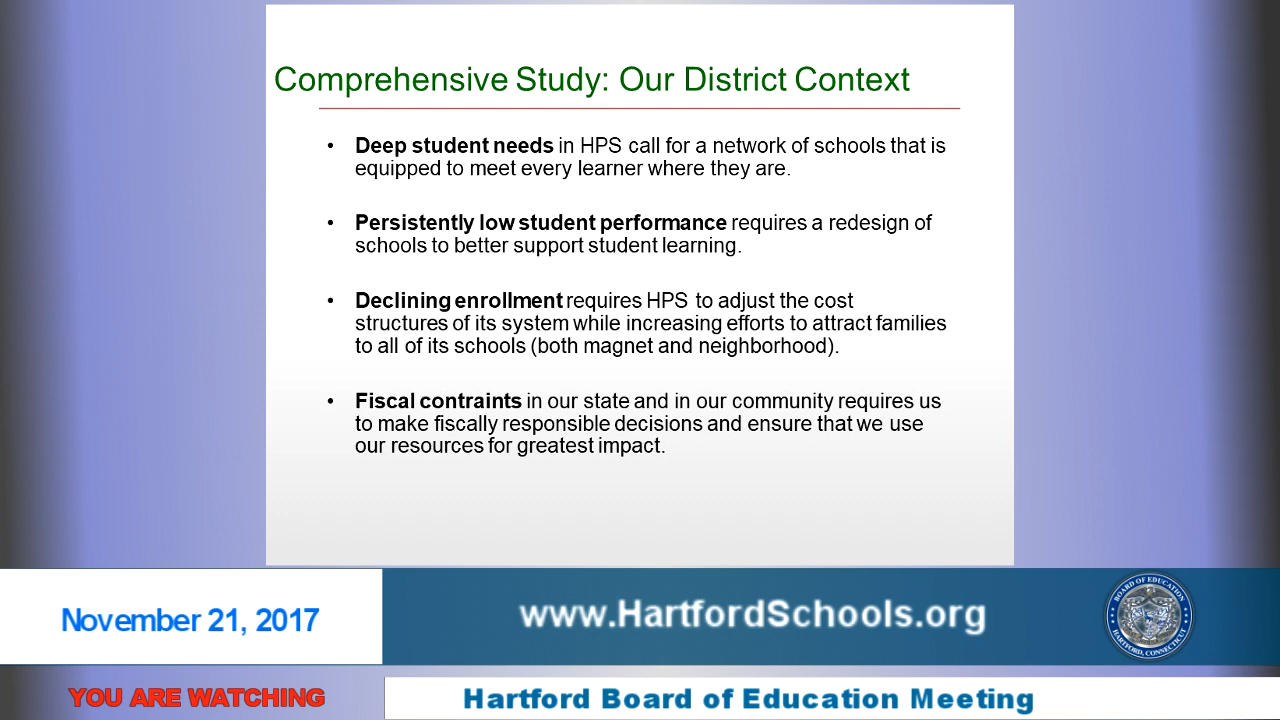 Comprehensive Study: Our District Context
• Deep student needs in HPS call for a network of schools that is
equipped to meet every learner where they are.
• Persistently low student performance requires a redesign of
schools to better support student learning.
• Declining enrollment requires HPS to adjust the cost
structures of its system while increasing efforts to attract families
to all of its schools (both magnet and neighborhood).
• Fiscal contraints in our state and in our community requires us
to make fiscally responsible decisions and ensure that we use
our resources for greatest impact.
November 21, 2017
www.HartfordSchools.org
BOARD OF EDUCATION
HARTFORD, CONNECTICUT
YOU ARE WATCHING
Hartford Board of Education Meeting